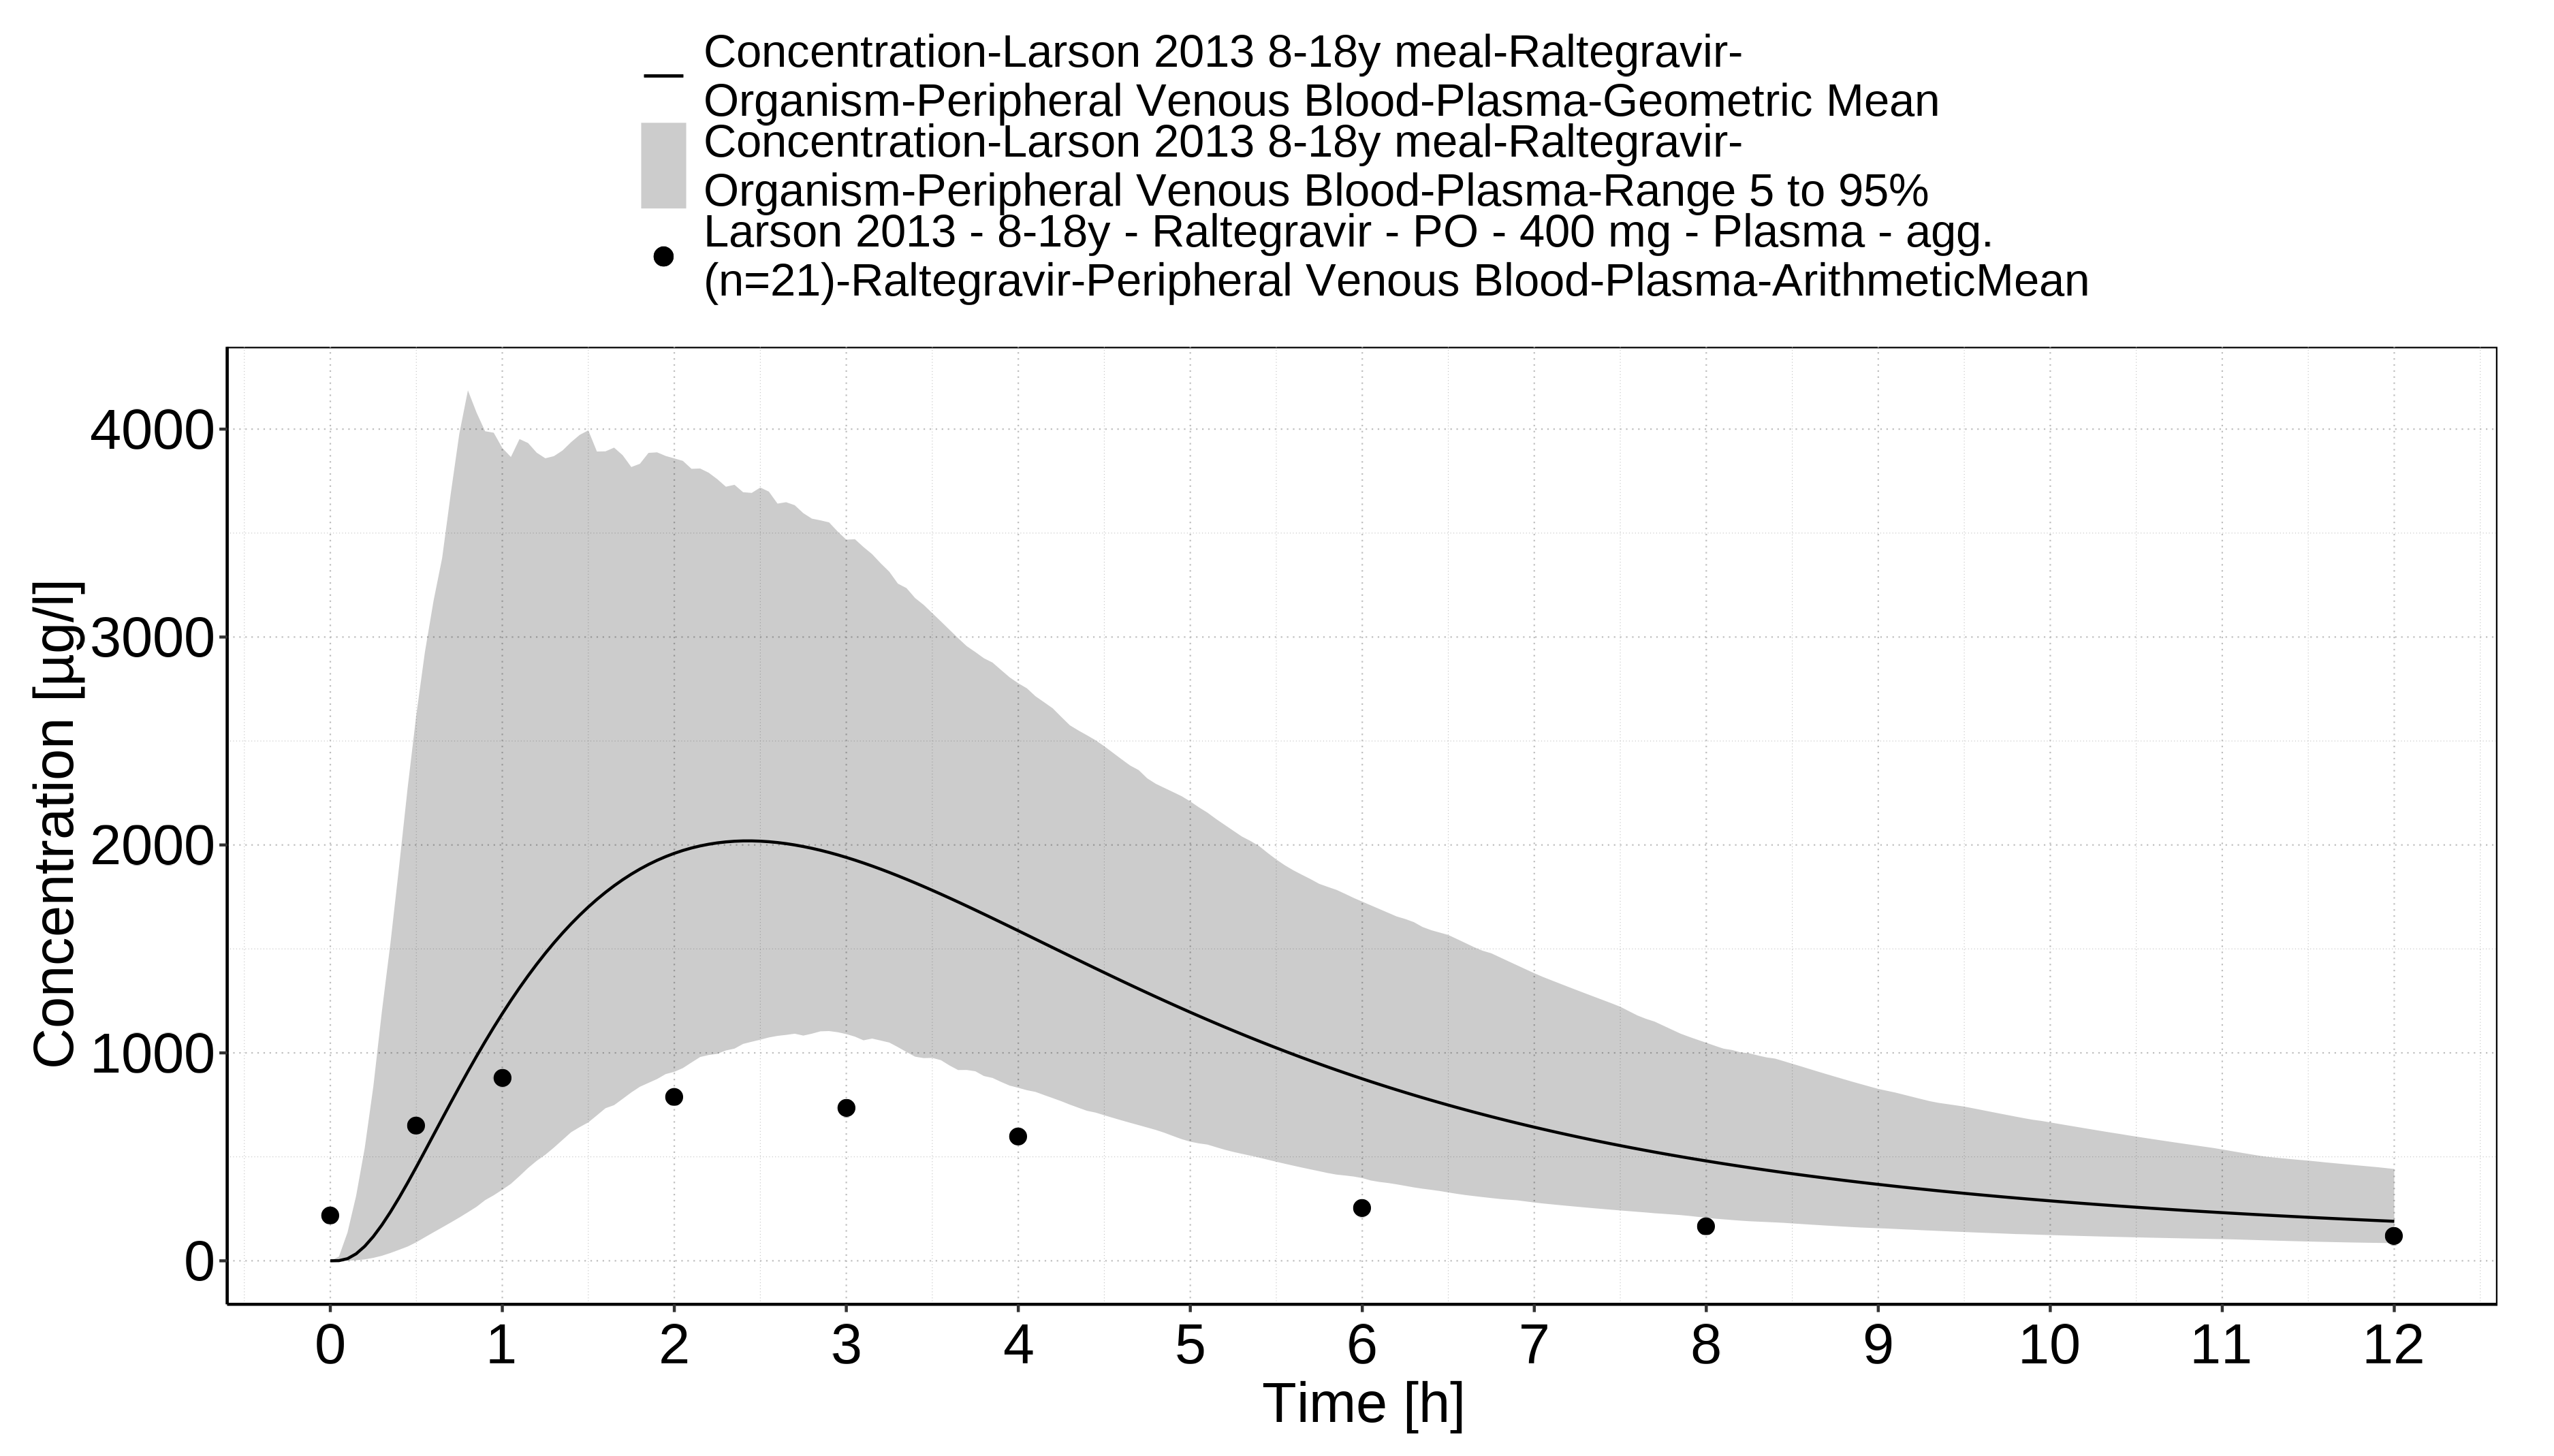 Concentration-Larson 2013 8-18y meal-Raltegravir-
Organism-Peripheral Venous Blood-Plasma-Geometric Mean
Concentration-Larson 2013 8-18y meal-Raltegravir-
Organism-Peripheral Venous Blood-Plasma-Range 5 to 95%
Larson 2013 - 8-18y - Raltegravir - PO - 400 mg - Plasma - agg.
(n=21)-Raltegravir-Peripheral Venous Blood-Plasma-ArithmeticMean
Concentration [µg/l]
4000
3000
2000
1000
0
0 1 2 3 4 5 6 7 8 9 10 11 12
Time [h]